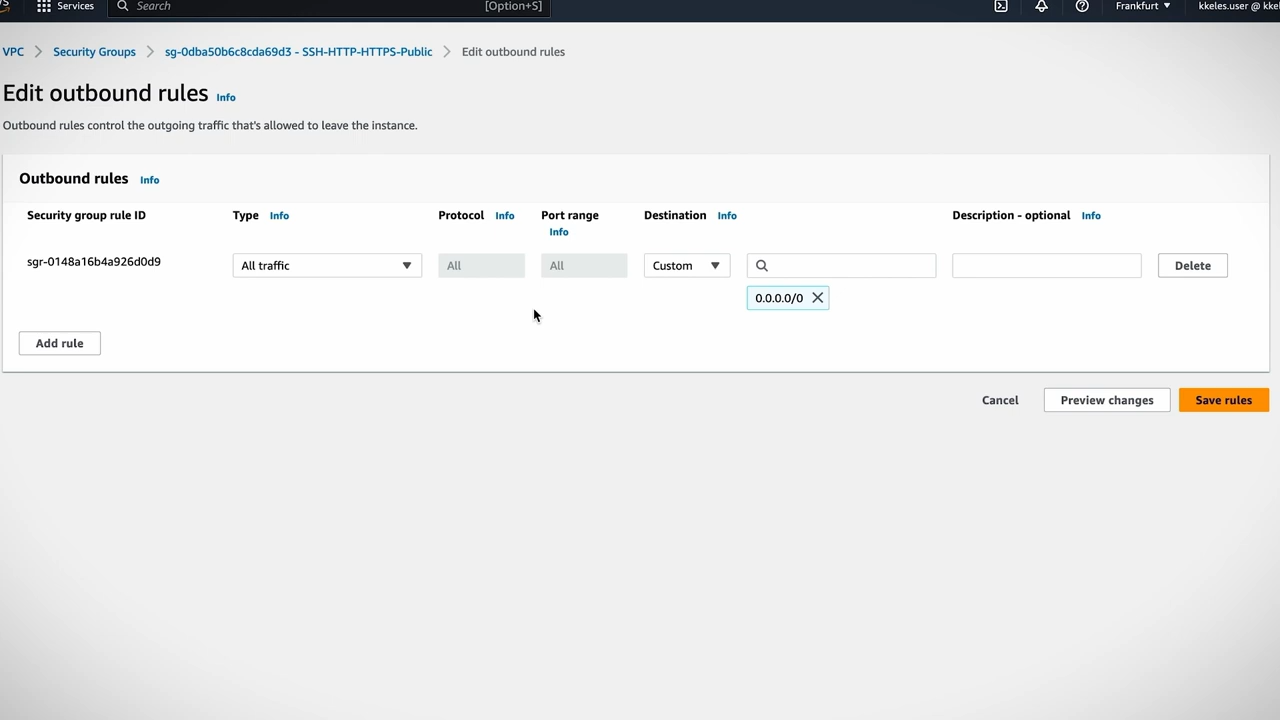 Services
Search
[Option+S]
Frankfurt
kkeles.user @
VPC
Security Groups
sg-0dba50b6c8cda69d3 - SSH-HTTP-HTTPS-Public
Edit outbound rules
Edit outbound rules Info
Outbound rules control the outgoing traffic that's allowed to leave the instance.
Outbound rules Info
Security group rule ID
Type Info
Protocol Info
Port range
Info
Destination Info
Description - optional Info
sgr-0148a16b4a926d0d9
All traffic
All
All
Custom
Delete
0.0.0.0/0
Add rule
Cancel
Preview changes
Save rules